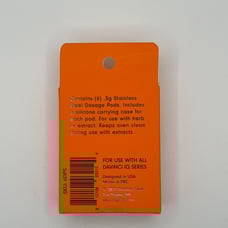 Contains (6) .5g Stainless
Steel Dosage Pods. Includes
silicone carrying case for
each pod. For use with herb
or extract. Keeps oven clean
during use with extracts.
FOR USE WITH ALL
DAVINCI IQ SERIES
Designed in USA
Made in PRC